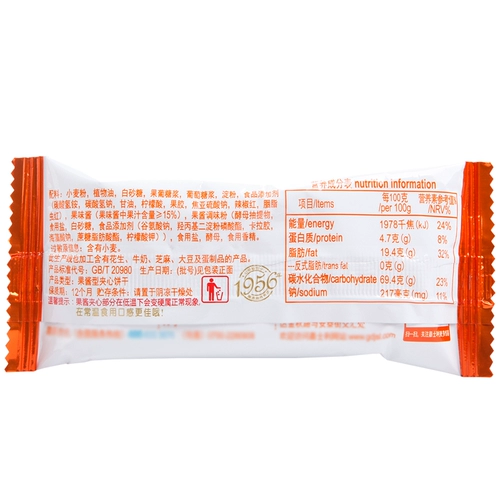 配料：小麦粉，植物油，白砂糖，果葡糖浆，葡萄糖浆，淀粉，食品添加剂
(碳酸氢铵，碳酸氢钠，甘油，柠檬酸，果胶，焦亚硫酸钠，辣椒红，胭脂
虫红)，果味酱（果味酱中果汁含量≥15%），果酱调味粉（酵母抽提物，
食用盐，白砂糖，食品添加剂（谷氨酸钠，羟丙基二淀粉磷酸酯，卡拉胶，
蔗糖脂肪酸酯，柠檬酸钾）），食用盐，酵母，食用香精。
致敏原信息：含有小麦。
此生产线也加工含有花生、牛奶、芝麻、大豆及蛋制品的产品。
产品标准代号：GB/T 20980 生产日期：(批号)见包装正面
产品类型：果酱型夹心饼干
保质期：12个月 贮存条件：请置于阴凉干燥处
温馨提示：果酱夹心部分在低温下会变硬属正常现象，
在常温食用口感更佳哦！
1956
营养成分表 nutrition information
项目/Items 每100克/per 100g 营养素参考值%/NRV%
能量/energy 1978千焦(kJ) 24%
蛋白质/protein 4.7克(g) 8%
脂肪/fat 19.4克(g) 32%
---反式脂肪/trans fat 0克(g)
碳水化合物/carbohydrate 69.4克(g) 23%
钠/sodium 217毫克(mg) 11%